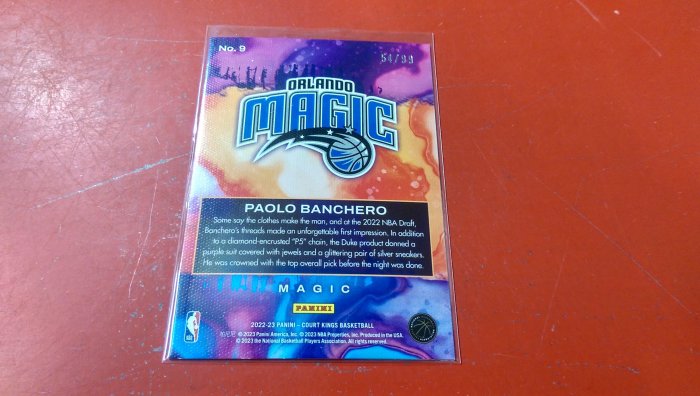 No. 9
54/99
ORLANDO
MAGIC
PAOLO BANCHERO
Some say the clothes make the man, and at the 2022 NBA Draft,
Banchero's threads made an unforgettable first impression. In addition
to a diamond-encrusted "P5" chain, the Duke product donned a
purple suit covered with jewels and a glittering pair of silver sneakers.
He was crowned with the top overall pick before the night was done.
MAGIC
PANINI
2022-23 PANINI – COURT KINGS BASKETBALL
帕尼尼 © 2023 Panini America, Inc. © 2023 NBA Properties, Inc. Produced in the USA.
© 2023 the National Basketball Players Association. All rights reserved.